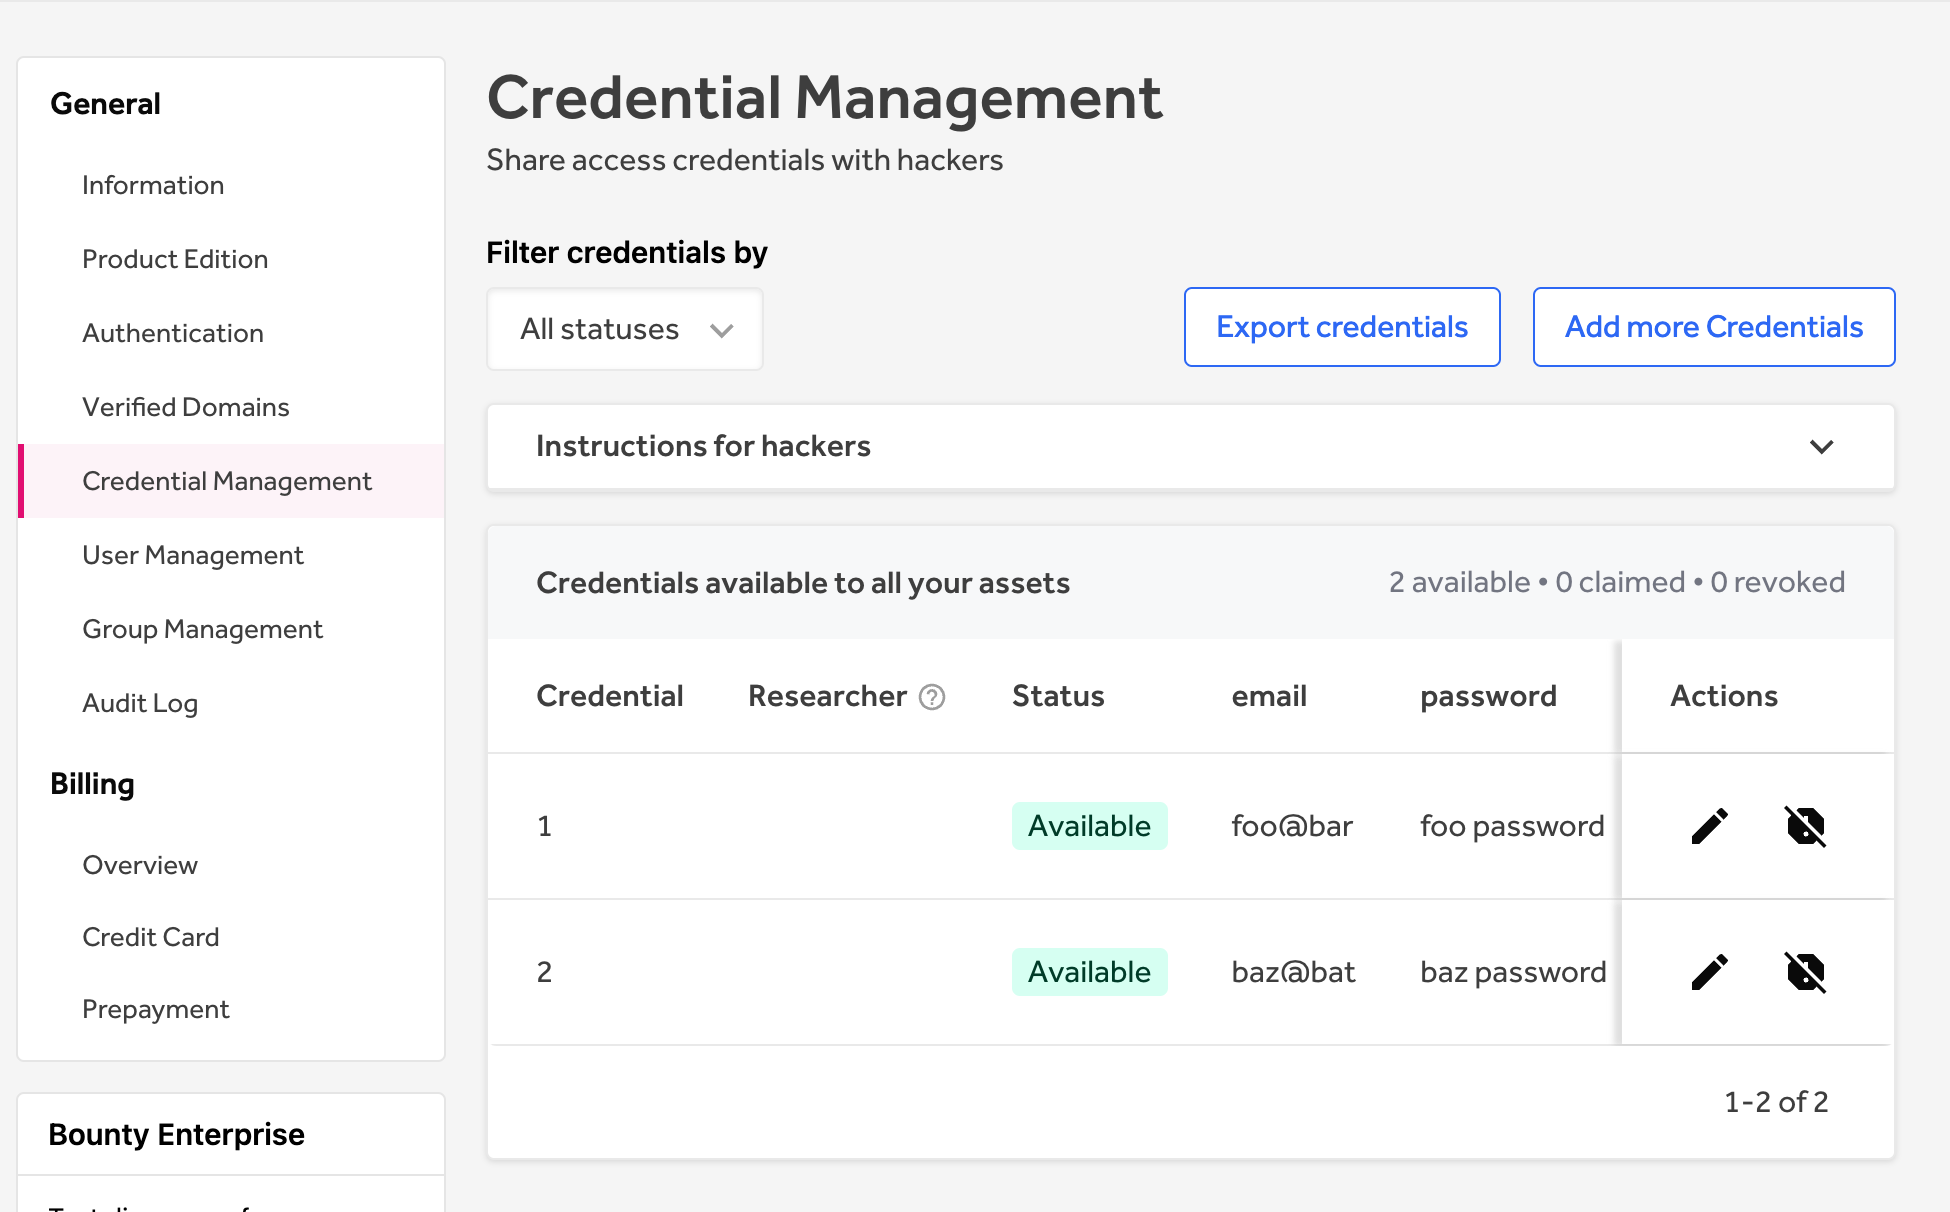 General
Information
Product Edition
Authentication
Verified Domains
Credential Management
User Management
Group Management
Audit Log
Billing
Overview
Credit Card
Prepayment
Bounty Enterprise
Credential Management
Share access credentials with hackers
Filter credentials by
All statuses
Export credentials
Add more Credentials
Instructions for hackers
Credentials available to all your assets
2 available • 0 claimed • 0 revoked
Credential Researcher ? Status email password Actions
1 Available foo@bar foo password
2 Available baz@bat baz password
1-2 of 2